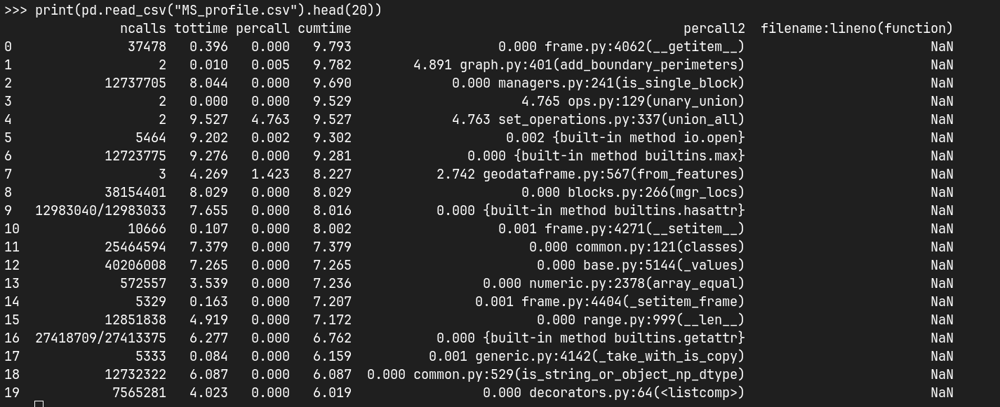 >>> print(pd.read_csv("MS_profile.csv").head(20))
ncalls tottime percall cumtime percall2 filename:lineno(function)
0 37478 0.396 0.000 9.793 0.000 frame.py:4062(__getitem__) NaN
1 2 0.010 0.005 9.782 4.891 graph.py:401(add_boundary_perimeters) NaN
2 12737705 8.044 0.000 9.690 0.000 managers.py:241(is_single_block) NaN
3 2 0.000 0.000 9.529 4.765 ops.py:129(unary_union) NaN
4 2 9.527 4.763 9.527 4.763 set_operations.py:337(union_all) NaN
5 5464 9.202 0.002 9.302 0.002 {built-in method io.open} NaN
6 12723775 9.276 0.000 9.281 0.000 {built-in method builtins.max} NaN
7 3 4.269 1.423 8.227 2.742 geodataframe.py:567(from_features) NaN
8 38154401 8.029 0.000 8.029 0.000 blocks.py:266(mgr_locs) NaN
9 12983040/12983033 7.655 0.000 8.016 0.000 {built-in method builtins.hasattr} NaN
10 10666 0.107 0.000 8.002 0.001 frame.py:4271(__setitem__) NaN
11 25464594 7.379 0.000 7.379 0.000 common.py:121(classes) NaN
12 40206008 7.265 0.000 7.265 0.000 base.py:5144(_values) NaN
13 572557 3.539 0.000 7.236 0.000 numeric.py:2378(array_equal) NaN
14 5329 0.163 0.000 7.207 0.001 frame.py:4404(_setitem_frame) NaN
15 12851838 4.919 0.000 7.172 0.000 range.py:999(__len__) NaN
16 27418709/27413375 6.277 0.000 6.762 0.000 {built-in method builtins.getattr} NaN
17 5333 0.084 0.000 6.159 0.001 generic.py:4142(_take_with_is_copy) NaN
18 12732322 6.087 0.000 6.087 0.000 common.py:529(is_string_or_object_np_dtype) NaN
19 7565281 4.023 0.000 6.019 0.000 decorators.py:64(<listcomp>) NaN